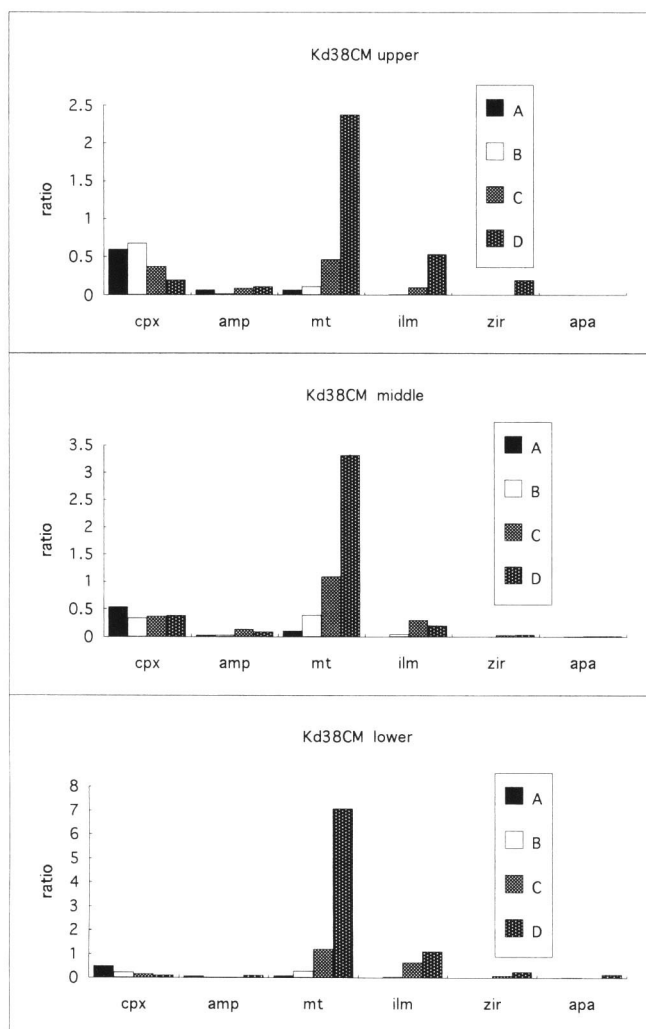 Kd38CM upper
A
B
C
D
ratio
2.5
2
1.5
1
0.5
0
cpx amp mt ilm zir apa
Kd38CM middle
A
B
C
D
ratio
3.5
3
2.5
2
1.5
1
0.5
0
cpx amp mt ilm zir apa
Kd38CM lower
A
B
C
D
ratio
8
7
6
5
4
3
2
1
0
cpx amp mt ilm zir apa